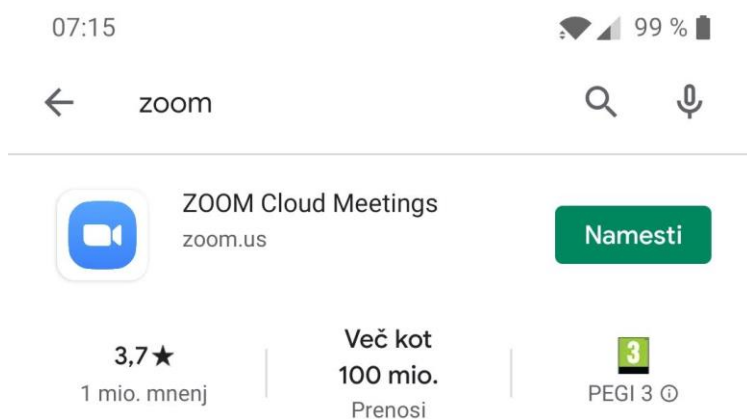 07:15
99 %
zoom
ZOOM Cloud Meetings
zoom.us
Namesti
3,7★
1 mio. mnenj
Več kot
100 mio.
Prenosi
3
PEGI 3 ⓘ